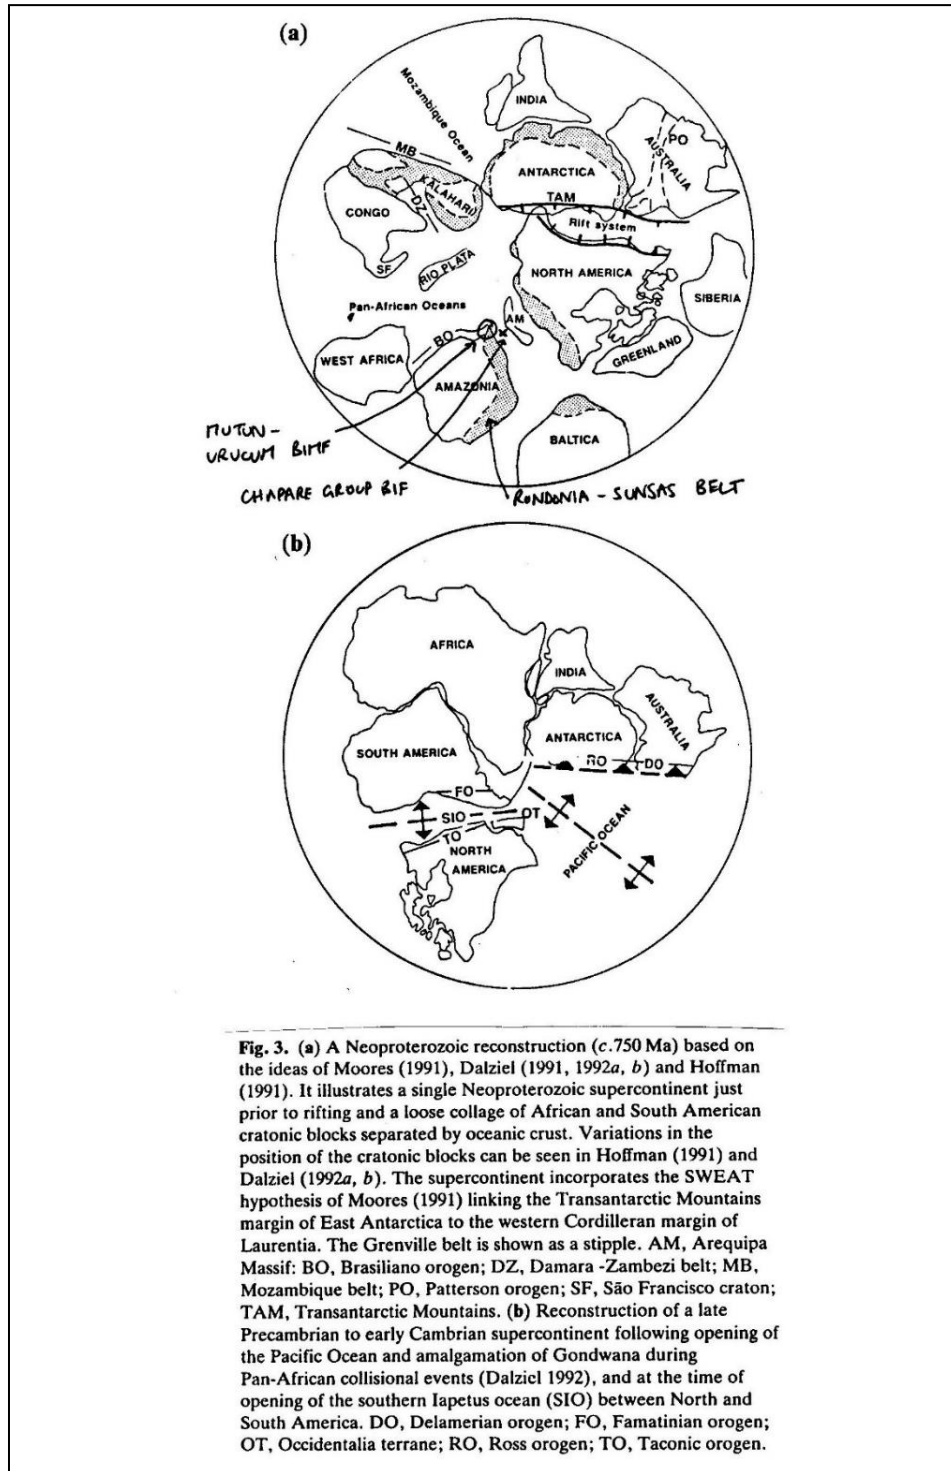 (a)
Mozambique Ocean
INDIA
PO
AUSTRALIA
MB
ANTARCTICA
KALAHARI
TAM
CONGO
DZ
Rift system
SF
RIO PLATA
NORTH AMERICA
SIBERIA
Pan-African Oceans
AM
BO
GREENLAND
WEST AFRICA
AMAZONIA
BALTICA
MUTUN-
URUCUM BIMF
CHAPARE GROUP BIF
RONDONIA - SUNSAS BELT
(b)
AFRICA
INDIA
AUSTRALIA
ANTARCTICA
SOUTH AMERICA
RO
DO
FO
SIO
OT
TO
PACIFIC OCEAN
NORTH
AMERICA
Fig. 3. (a) A Neoproterozoic reconstruction (c.750 Ma) based on
the ideas of Moores (1991), Dalziel (1991, 1992a, b) and Hoffman
(1991). It illustrates a single Neoproterozoic supercontinent just
prior to rifting and a loose collage of African and South American
cratonic blocks separated by oceanic crust. Variations in the
position of the cratonic blocks can be seen in Hoffman (1991) and
Dalziel (1992a, b). The supercontinent incorporates the SWEAT
hypothesis of Moores (1991) linking the Transantarctic Mountains
margin of East Antarctica to the western Cordilleran margin of
Laurentia. The Grenville belt is shown as a stipple. AM, Arequipa
Massif: BO, Brasiliano orogen; DZ, Damara -Zambezi belt; MB,
Mozambique belt; PO, Patterson orogen; SF, São Francisco craton;
TAM, Transantarctic Mountains. (b) Reconstruction of a late
Precambrian to early Cambrian supercontinent following opening of
the Pacific Ocean and amalgamation of Gondwana during
Pan-African collisional events (Dalziel 1992), and at the time of
opening of the southern Iapetus ocean (SIO) between North and
South America. DO, Delamerian orogen; FO, Famatinian orogen;
OT, Occidentalia terrane; RO, Ross orogen; TO, Taconic orogen.